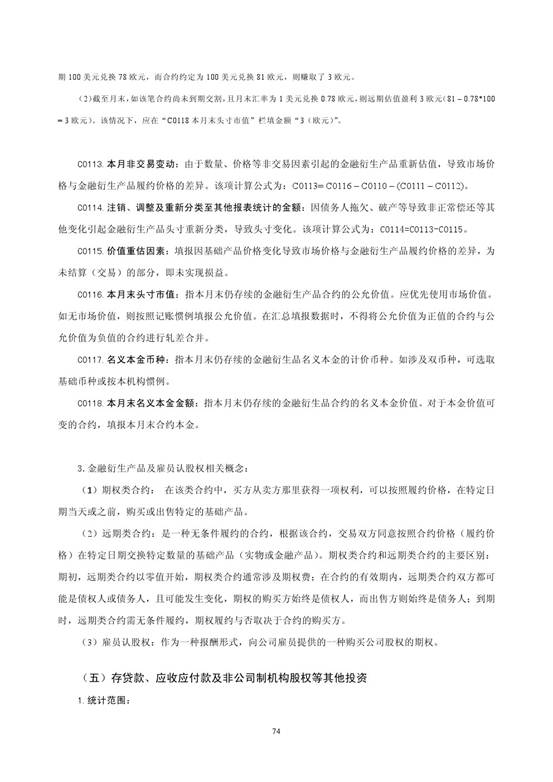 期 100 美元兑换 78 欧元，而合约约定为 100 美元兑换 81 欧元，则赚取了 3 欧元。
（2）截至月末，如该笔合约尚未到期交割，且月末汇率为 1 美元兑换 0.78 欧元，则远期估值盈利 3 欧元（81 – 0.78*100
= 3 欧元）。该情况下，应在“C0118 本月末头寸市值”栏填金额“3（欧元）”。
C0113. 本月非交易变动：由于数量、价格等非交易因素引起的金融衍生产品重新估值，导致市场价
格与金融衍生产品履约价格的差异。该项计算公式为：C0113= C0116 – C0110 – (C0111 – C0112)。
C0114. 注销、调整及重新分类至其他报表统计的金额：因债务人拖欠、破产等导致非正常偿还等其
他变化引起金融衍生产品头寸重新分类，导致头寸变化。该项计算公式为：C0114=C0113-C0115。
C0115. 价值重估因素：填报因基础产品价格变化导致市场价格与金融衍生产品履约价格的差异，为
未结算（交易）的部分，即未实现损益。
C0116. 本月末头寸市值：指本月末仍存续的金融衍生产品合约的公允价值。应优先使用市场价值。
如无市场价值，则按照记账惯例填报公允价值。在汇总填报数据时，不得将公允价值为正值的合约与公
允价值为负值的合约进行轧差合并。
C0117. 名义本金币种：指本月末仍存续的金融衍生品名义本金的计价币种。如涉及双币种，可选取
基础币种或按本机构惯例。
C0118. 本月末名义本金金额：指本月末仍存续的金融衍生品合约的名义本金价值。对于本金价值可
变的合约，填报本月末合约本金。
3. 金融衍生产品及雇员认股权相关概念：
（1）期权类合约： 在该类合约中，买方从卖方那里获得一项权利，可以按照履约价格，在特定日
期当天或之前，购买或出售特定的基础产品。
（2）远期类合约：是一种无条件履约的合约，根据该合约，交易双方同意按照合约价格（履约价
格）在特定日期交换特定数量的基础产品（实物或金融产品）。期权类合约和远期类合约的主要区别：
期初，远期类合约以零值开始，期权类合约通常涉及期权费；在合约的有效期内，远期类合约双方都可
能是债权人或债务人，且可能发生变化，期权的购买方始终是债权人，而出售方则始终是债务人；到期
时，远期类合约需无条件履约，期权履约与否取决于合约的购买方。
（3）雇员认股权：作为一种报酬形式，向公司雇员提供的一种购买公司股权的期权。
（五）存贷款、应收应付款及非公司制机构股权等其他投资
1. 统计范围：
74